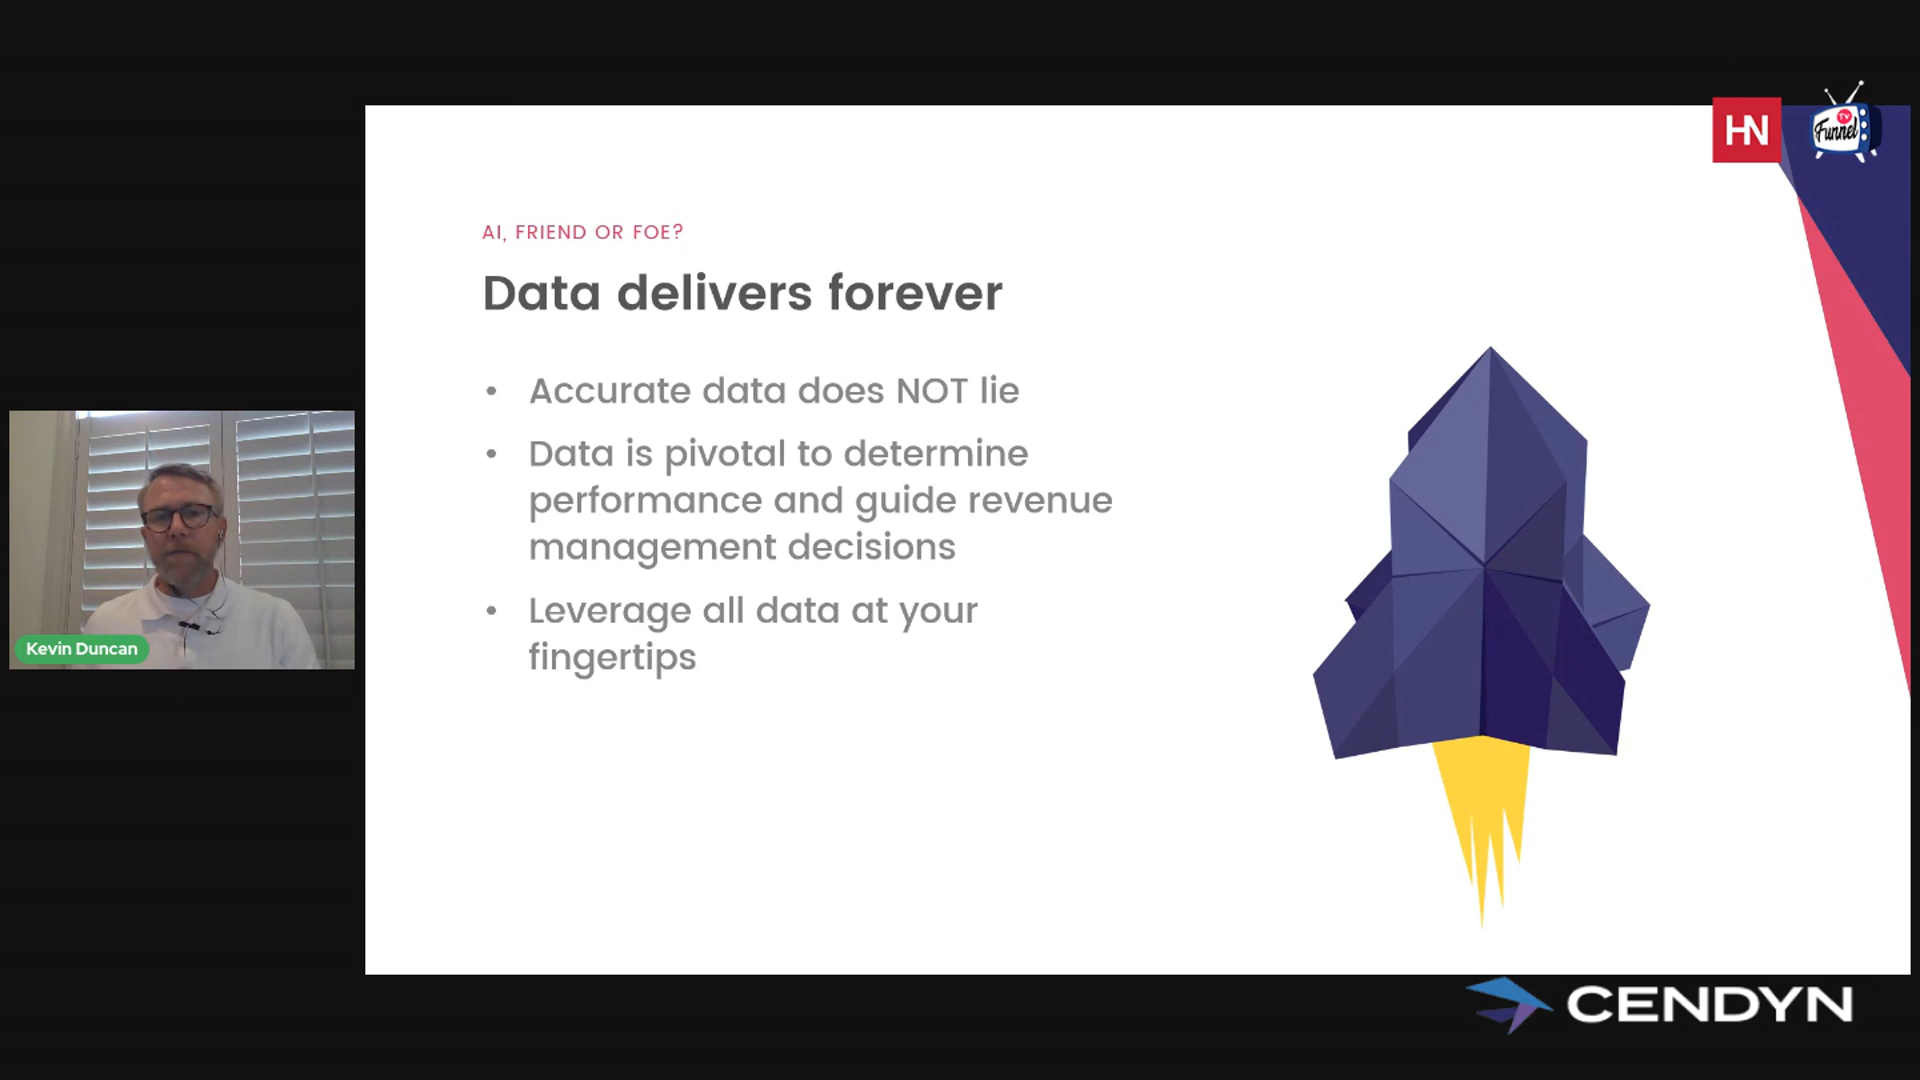 HN
TV
Funnel
AI, FRIEND OR FOE?
Data delivers forever
• Accurate data does NOT lie
• Data is pivotal to determine
performance and guide revenue
management decisions
• Leverage all data at your
fingertips
Kevin Duncan
CENDYN